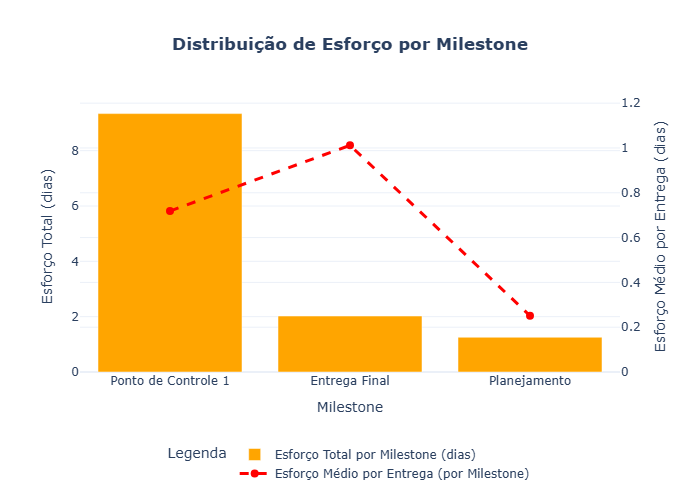 Distribuição de Esforço por Milestone
Esforço Total (dias)
8
6
4
2
0
1.2
1
0.8
0.6
0.4
0.2
0
Esforço Médio por Entrega (dias)
Ponto de Controle 1
Entrega Final
Planejamento
Milestone
Legenda
Esforço Total por Milestone (dias)
Esforço Médio por Entrega (por Milestone)